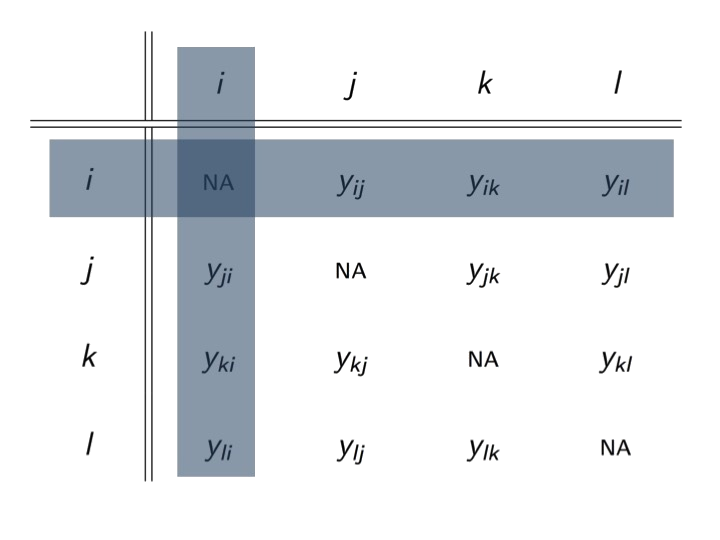 i j k l
i NA y_{ij} y_{ik} y_{il}
j y_{ji} NA y_{jk} y_{jl}
k y_{ki} y_{kj} NA y_{kl}
l y_{li} y_{lj} y_{lk} NA